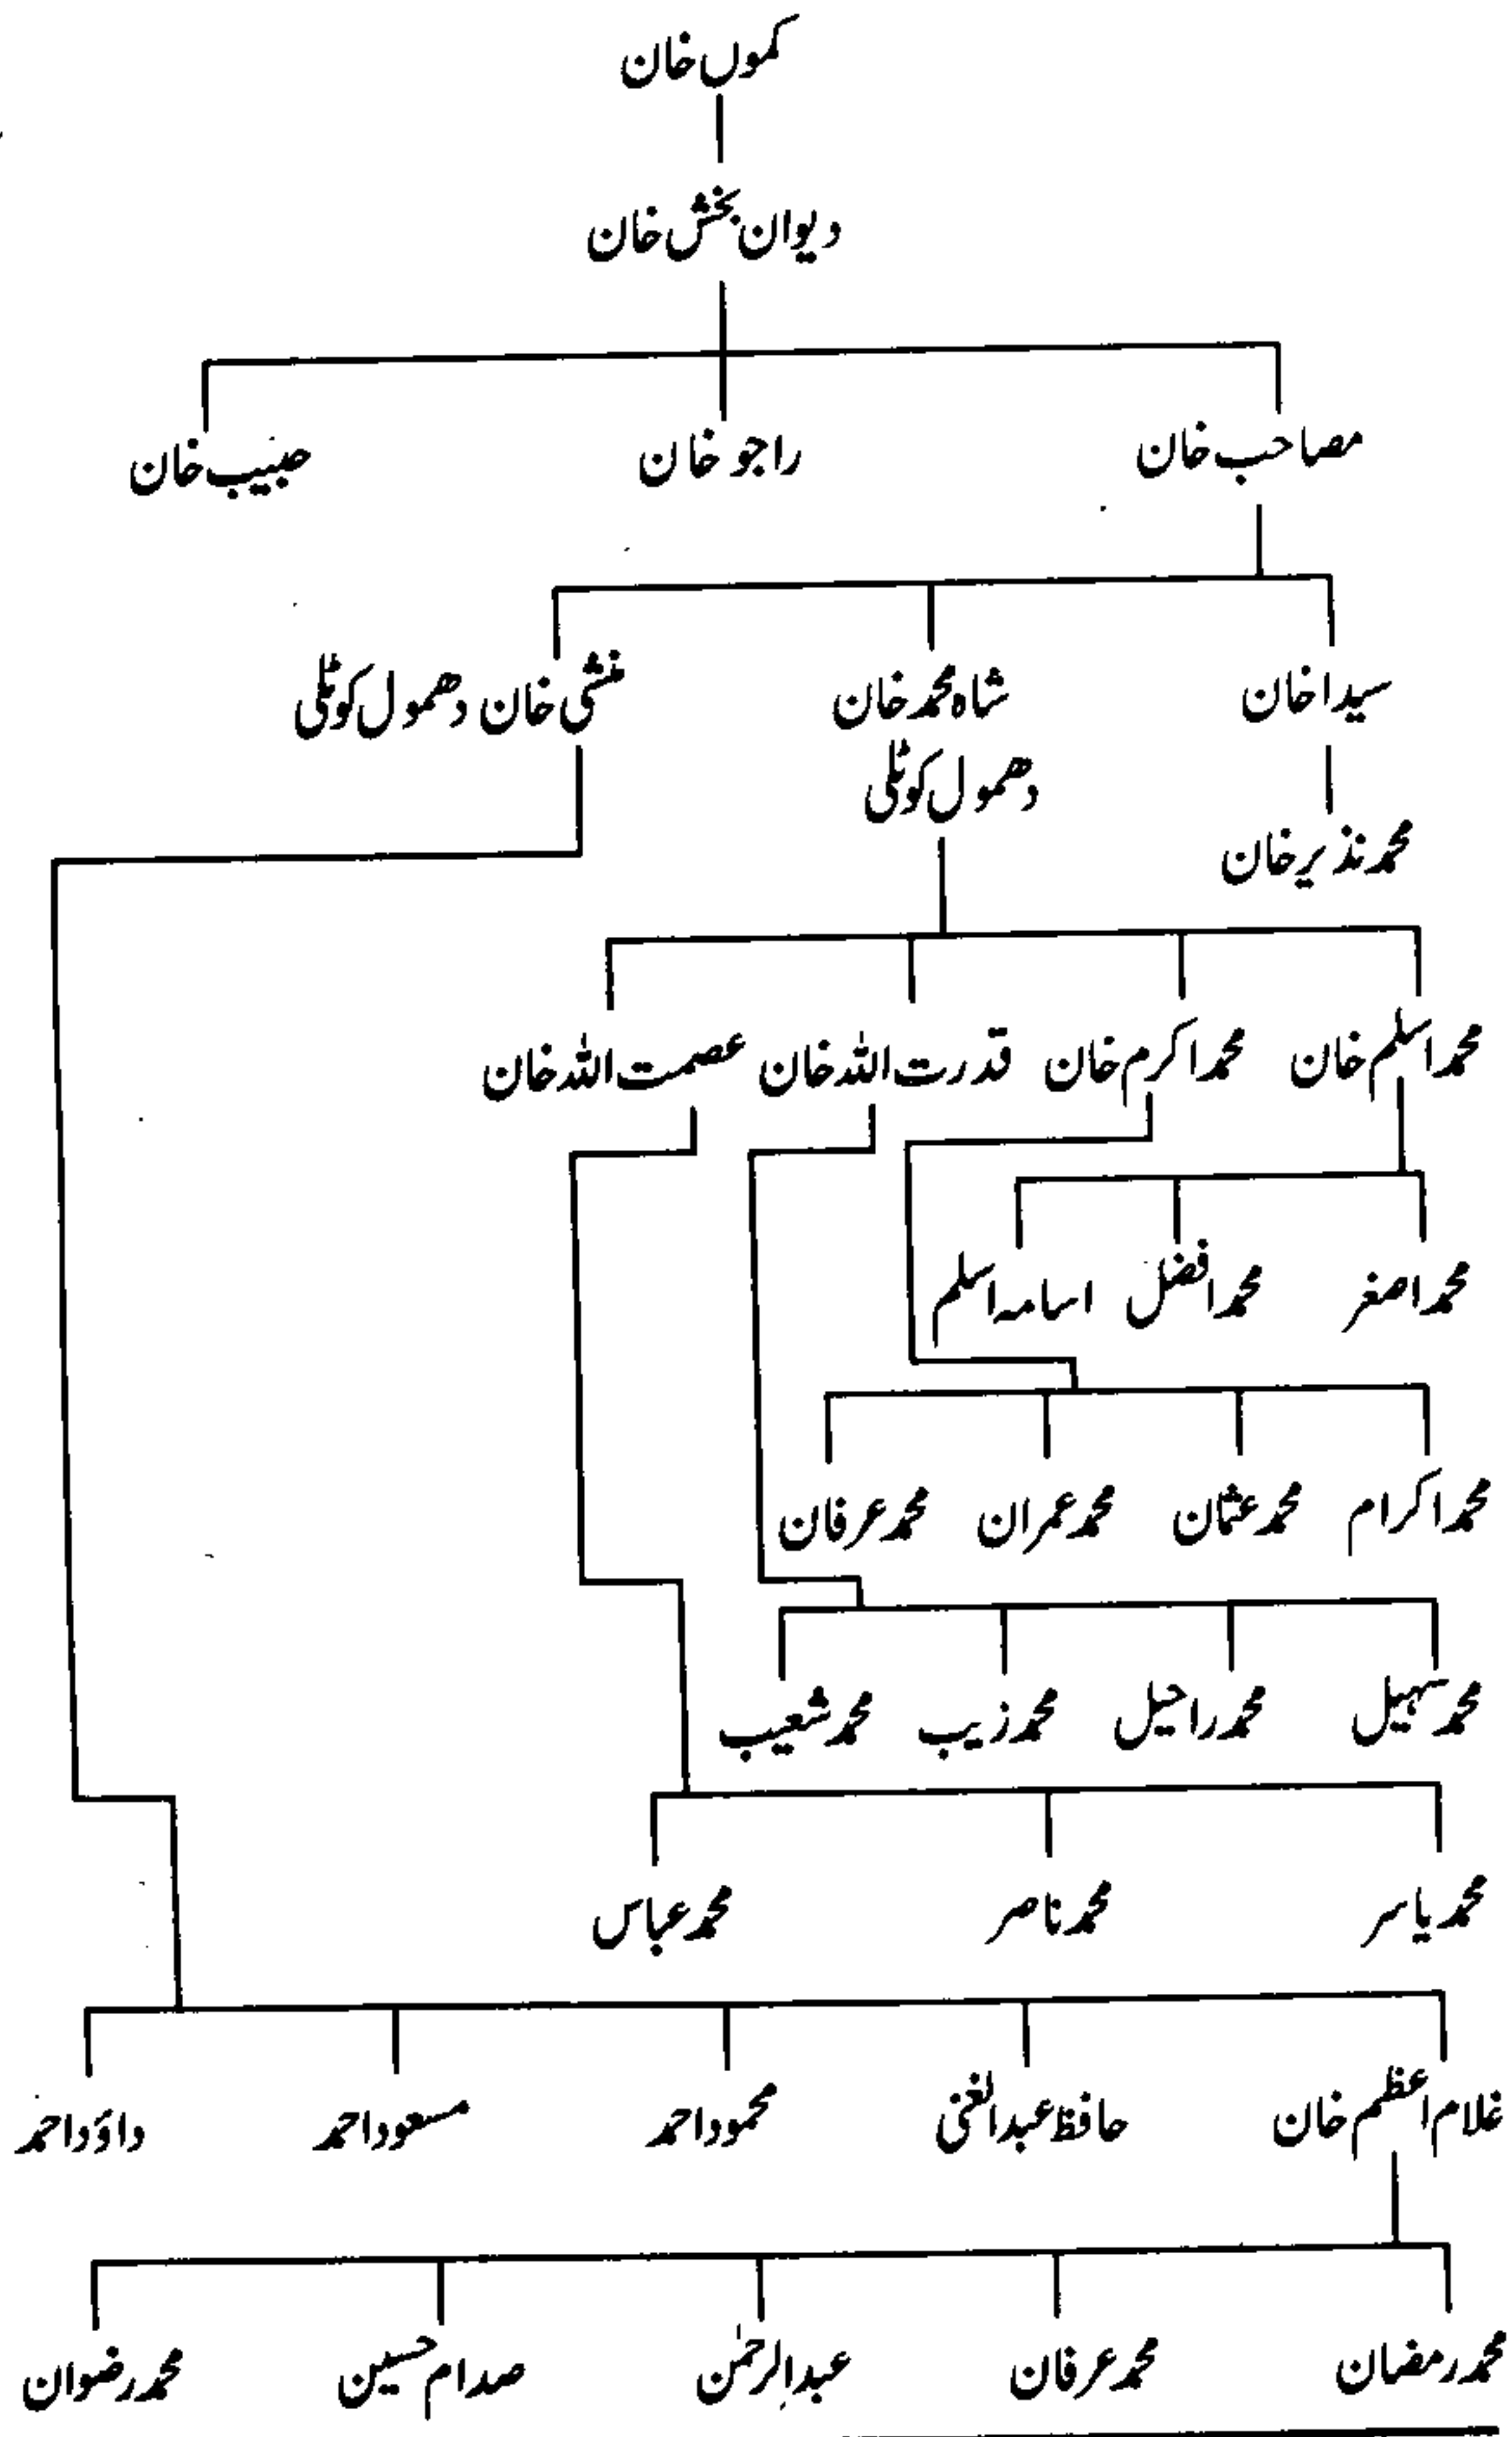 کموں خان
دیوان بخش خان
مصاحب خان راجو خان حبیب خان
سیدا خان شاہ محمد خان منشی خان دھمول کوٹلی
دھمول کوٹلی
محمد نذیر خان
محمد اسلم خان محمد اکرم خان قدرت اللہ خان عصمت اللہ خان
محمد اصغر محمد افضل اسامہ اسلم
محمد اکرام محمد عثمان محمد عمران محمد عرفان
محمد سہیل محمد راحیل محمد زیب محمد شعیب
محمد یاسر محمد ناصر محمد عباس
غلام اعظم خان حافظ عبدالغنی محمود احمد مسعود احمد داؤد احمد
محمد رمضان محمد عرفان عبدالرحمٰن صدام حسین محمد رضوان